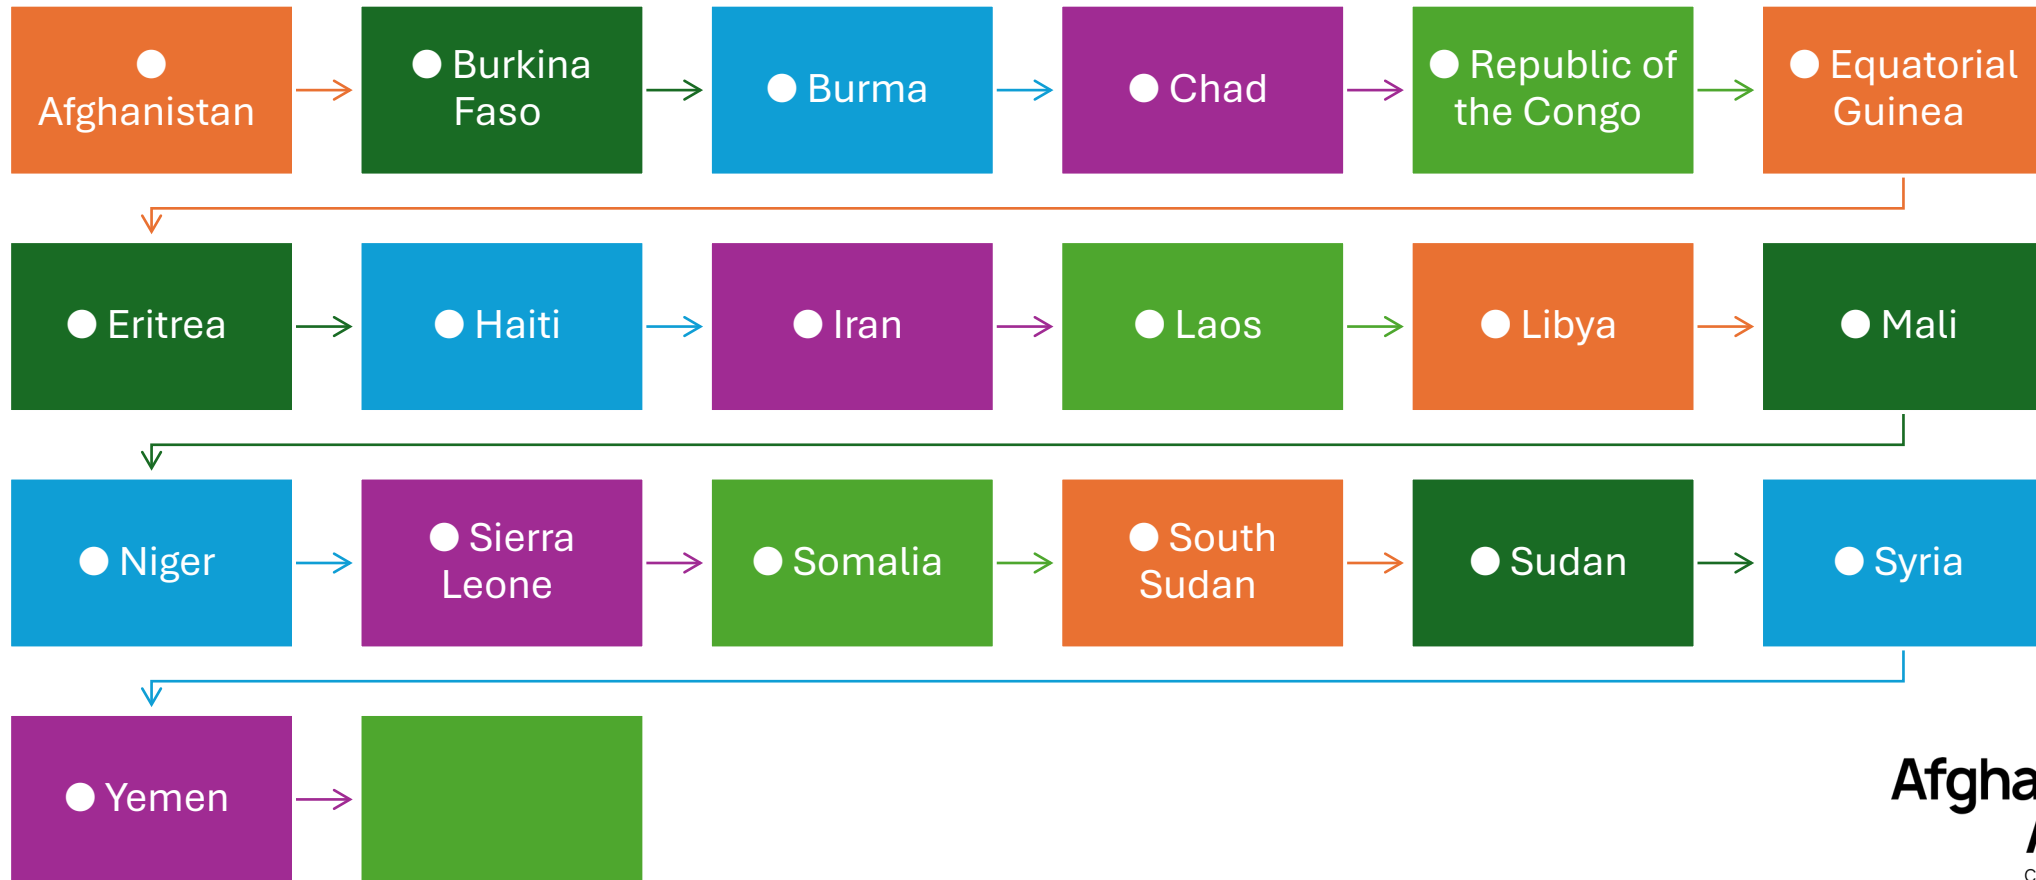 ●
Afghanistan
● Burkina
Faso
● Burma
● Chad
● Republic of
the Congo
● Equatorial
Guinea
● Eritrea
● Haiti
● Iran
● Laos
● Libya
● Mali
● Niger
● Sierra
Leone
● Somalia
● South
Sudan
● Sudan
● Syria
● Yemen
Afgha